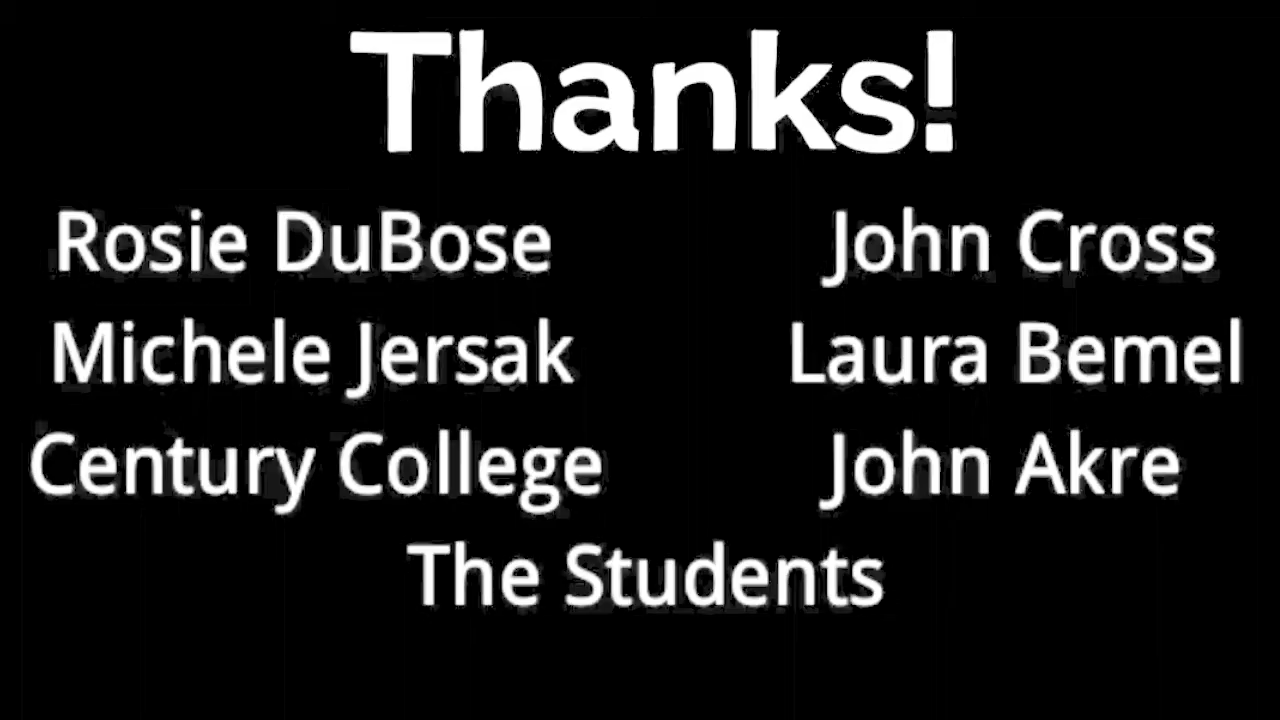 Thanks!
Rosie DuBose John Cross
Michele Jersak Laura Bemel
Century College John Akre
The Students